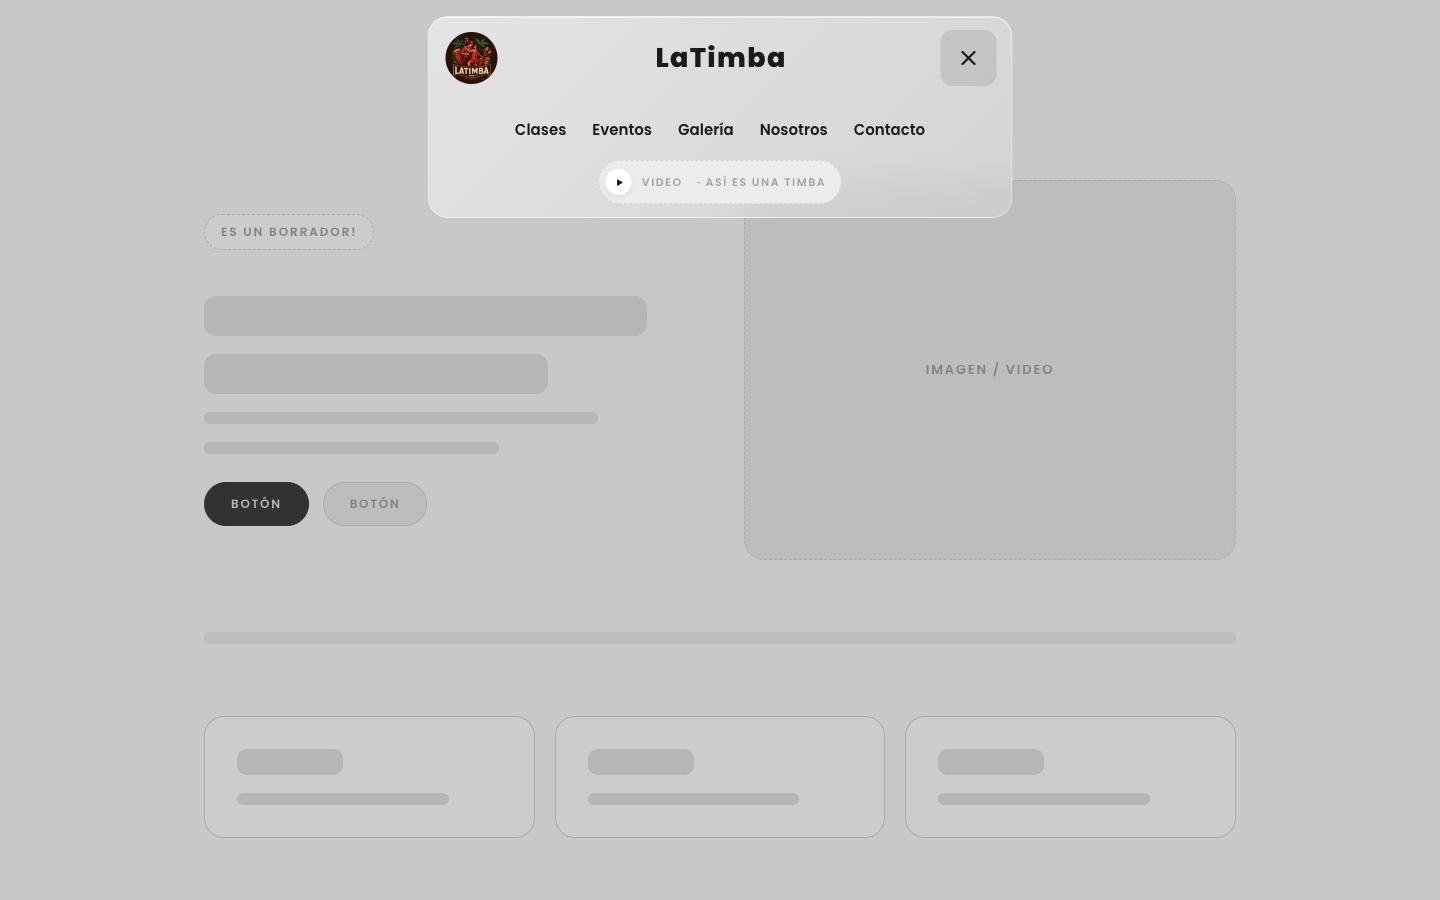 LATIMBA
LaTimba
Clases Eventos Galería Nosotros Contacto
VIDEO · ASÍ ES UNA TIMBA
ES UN BORRADOR!
IMAGEN / VIDEO
BOTÓN BOTÓN